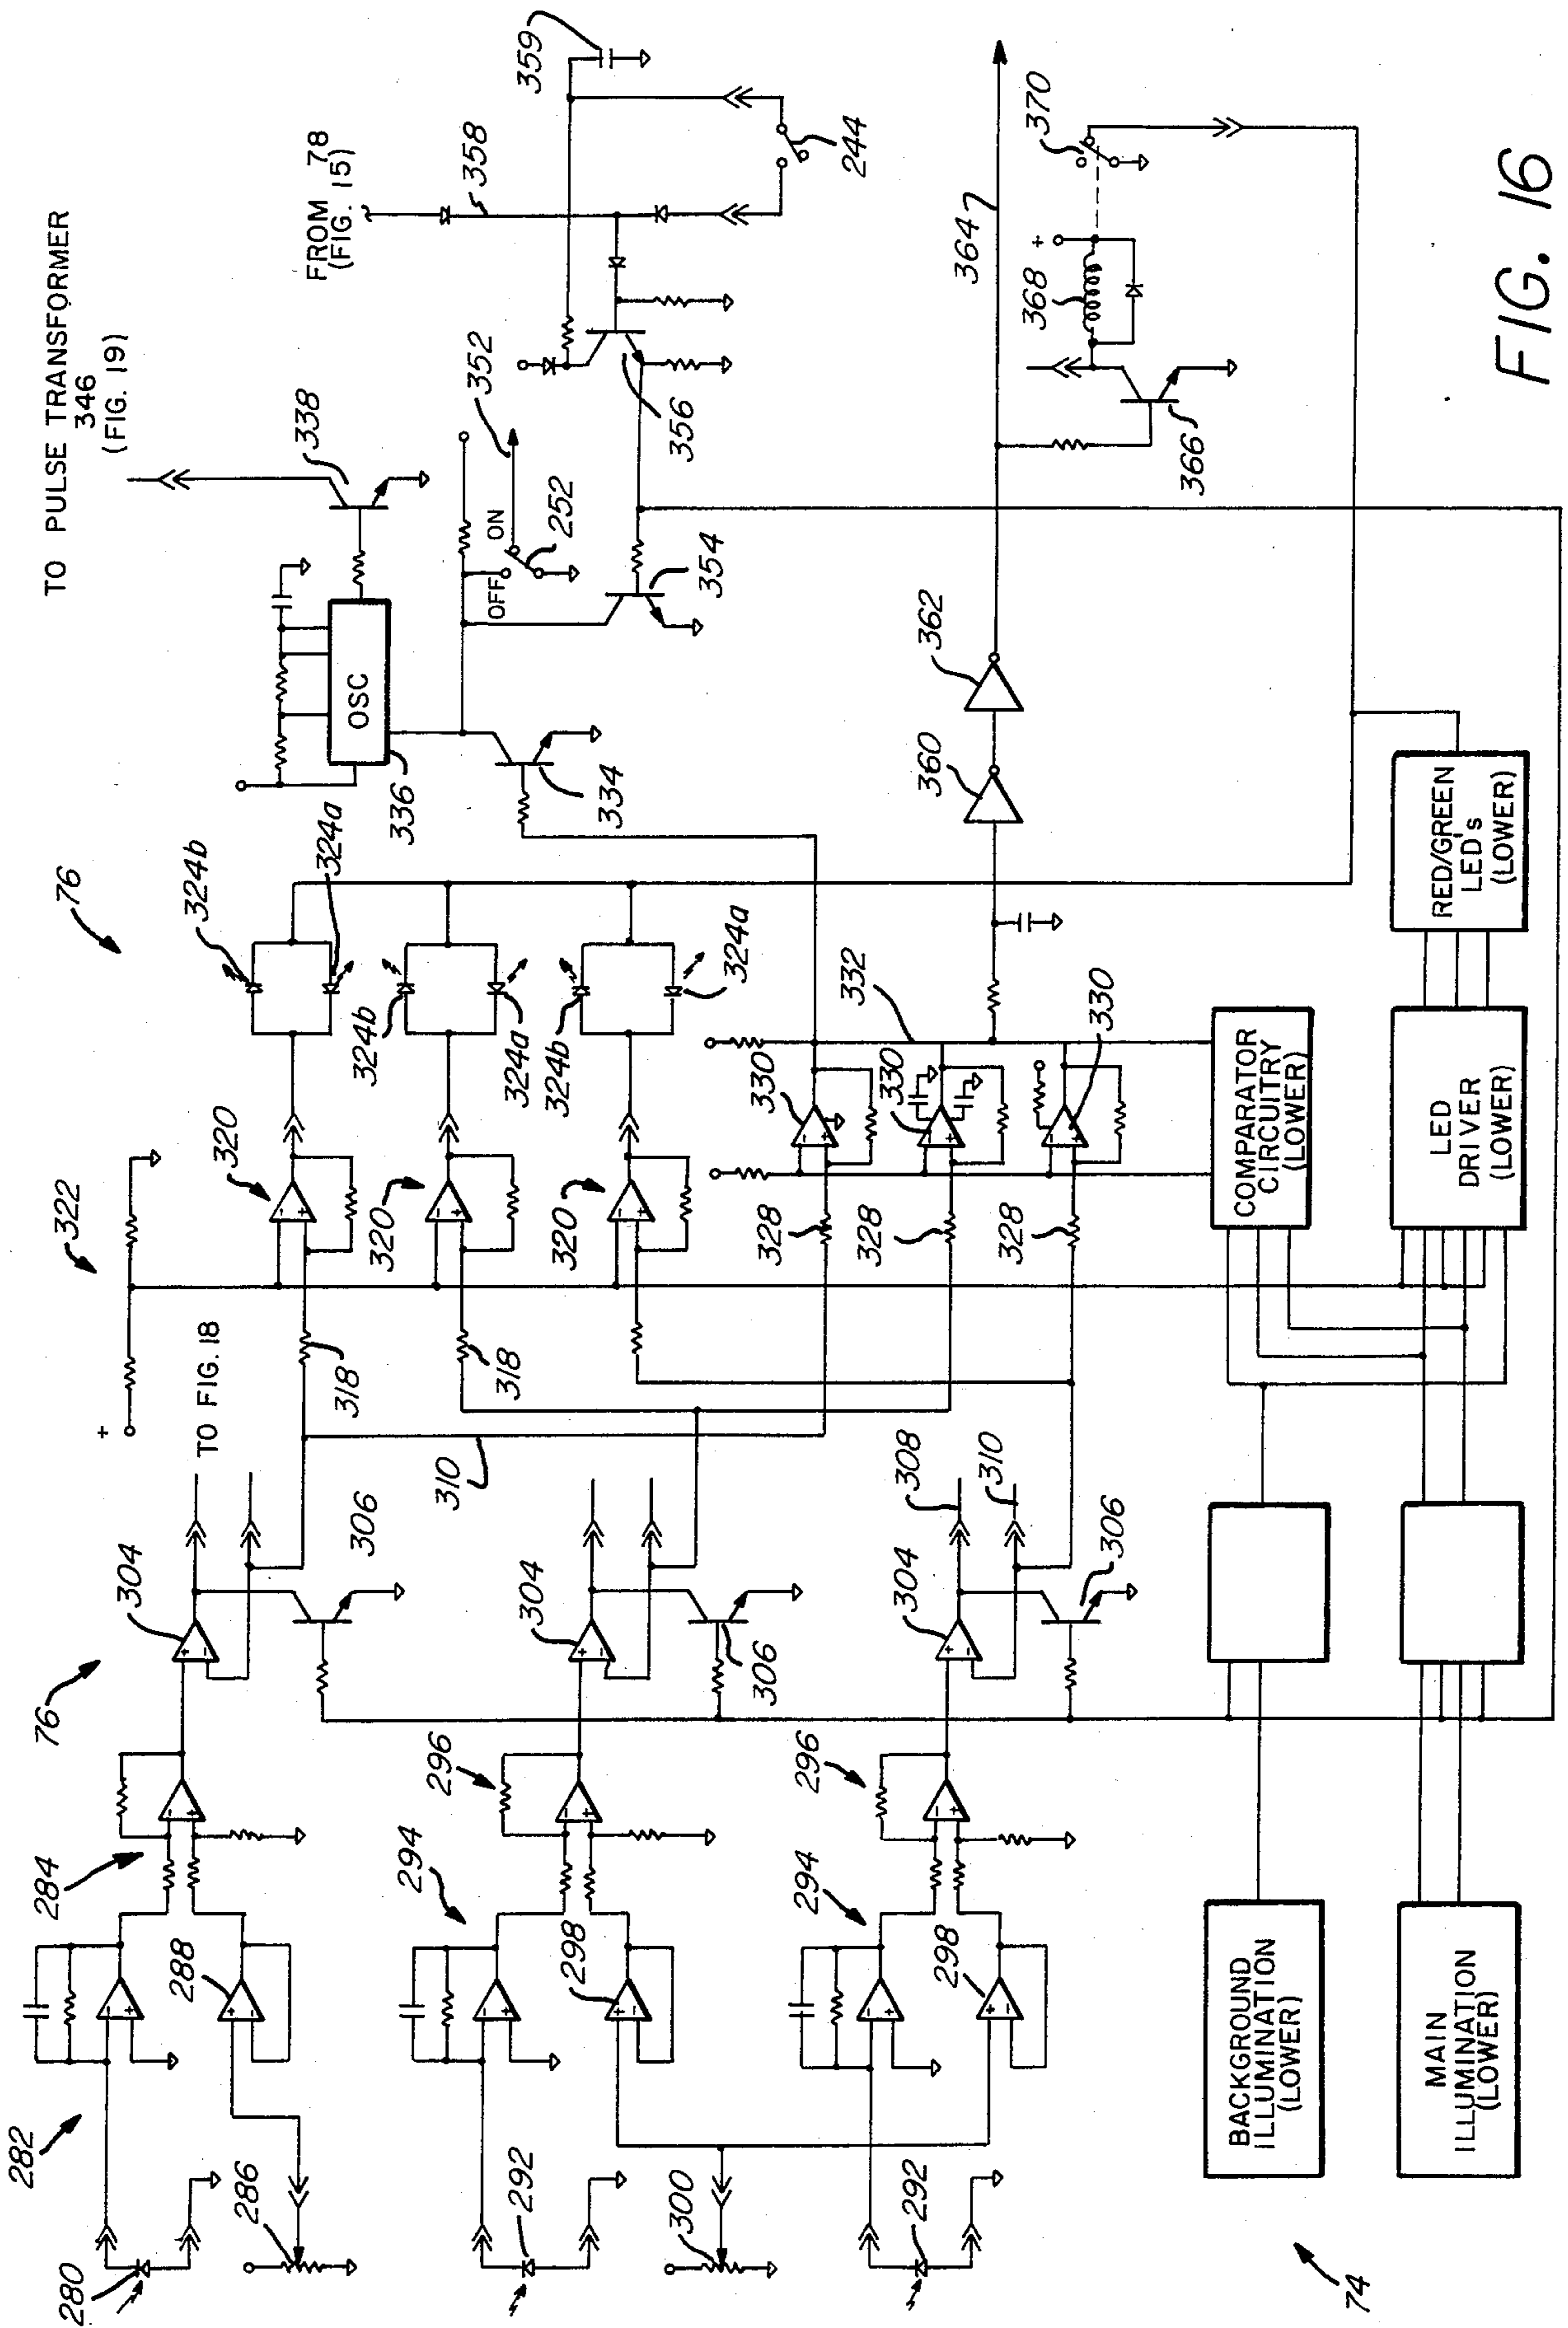 TO PULSE TRANSFORMER
346
(FIG. 19)
FROM 78
(FIG. 15)
359
358
244
338
352
356
ON
OFF
252
354
OSC
336
334
364
370
+
368
366
362
360
FIG. 16
76
324b
324a
324b
324a
324b
324a
322
320
320
320
+
TO FIG. 18
318
318
310
332
330
330
330
328
328
328
COMPARATOR
CIRCUITRY
(LOWER)
LED
DRIVER
(LOWER)
RED/GREEN
LED's
(LOWER)
76
304
306
304
306
304
308
310
306
284
296
296
294
294
282
288
298
298
280
286
292
300
292
BACKGROUND
ILLUMINATION
(LOWER)
MAIN
ILLUMINATION
(LOWER)
74